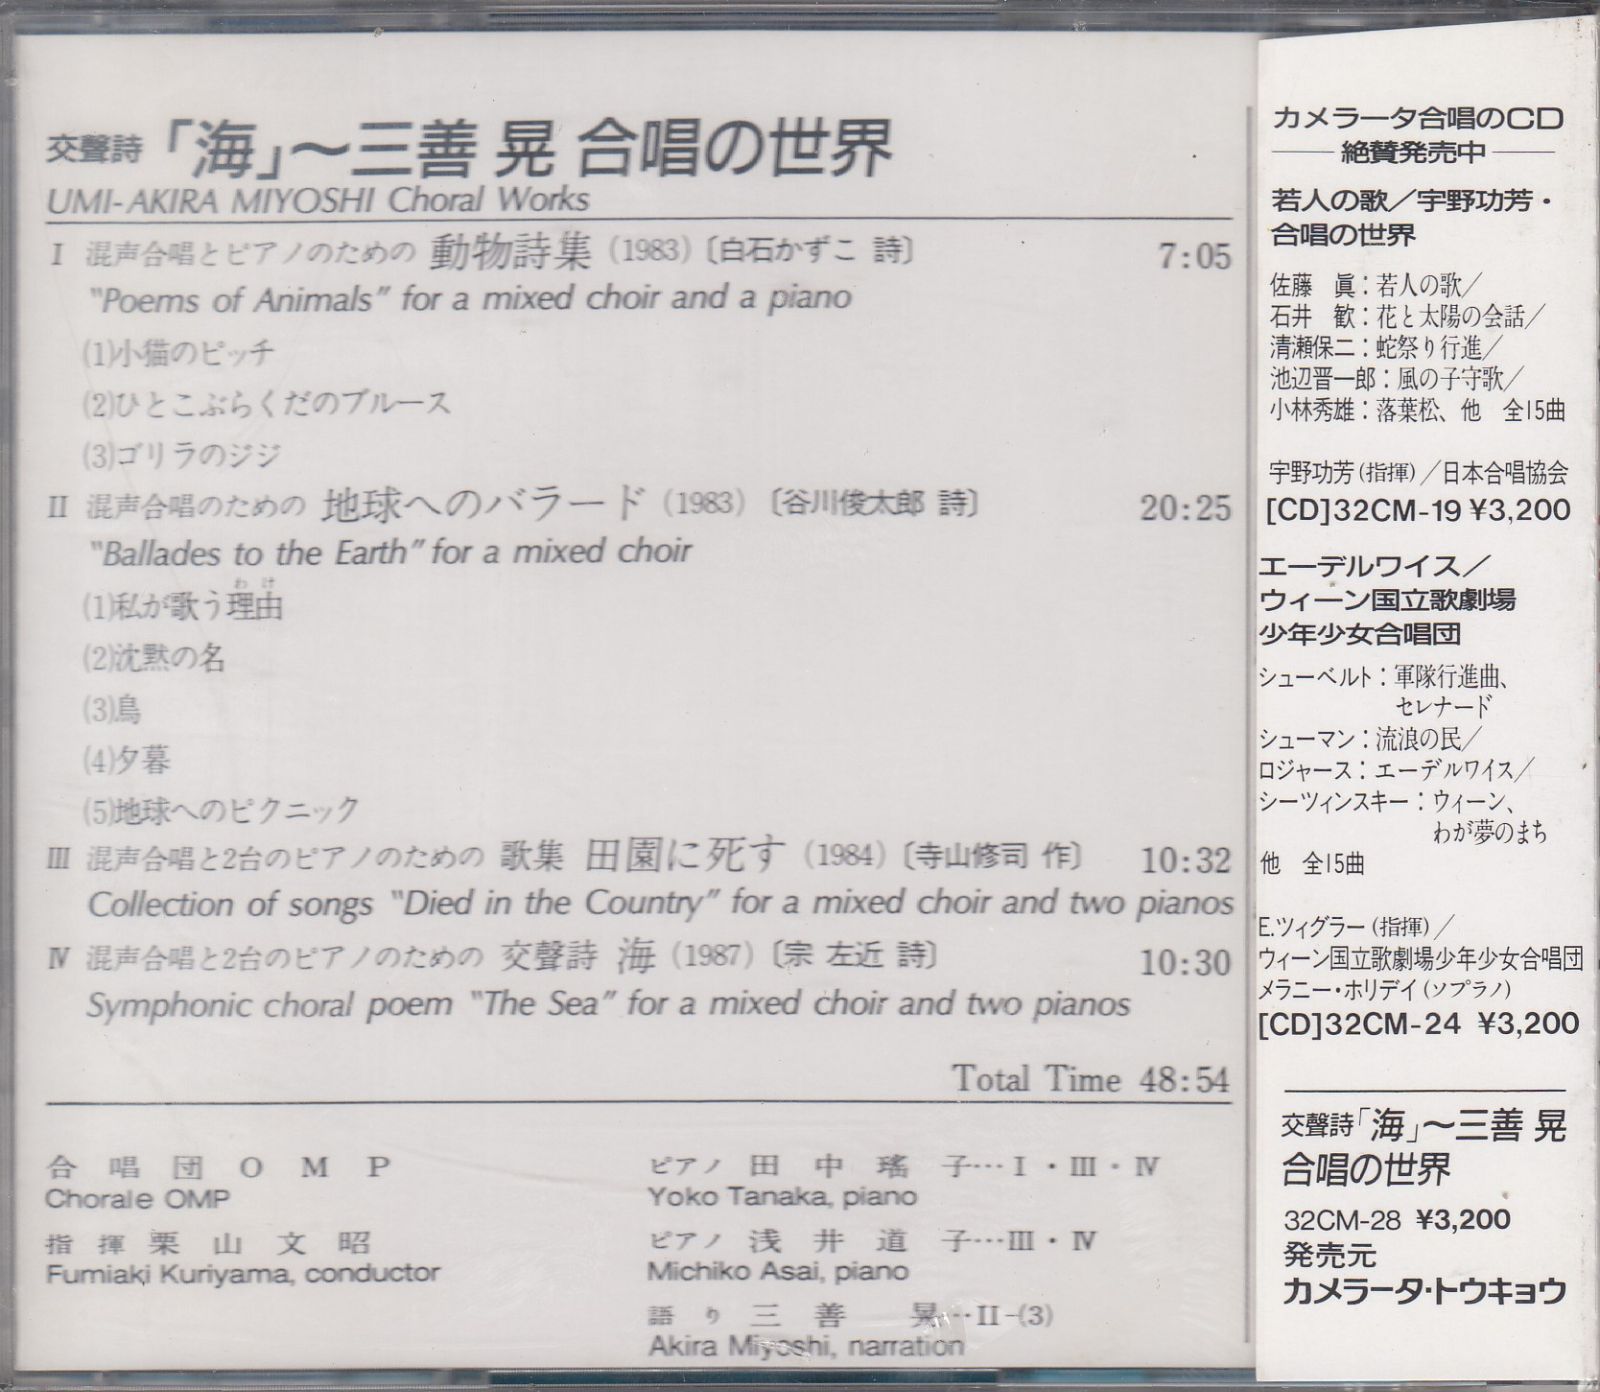 交聲詩「海」～三善 晃 合唱の世界
UMI-AKIRA MIYOSHI Choral Works
I 混声合唱とピアノのための 動物詩集 (1983)〔白石かずこ 詩〕 7:05
"Poems of Animals" for a mixed choir and a piano
(1)小猫のピッチ
(2)ひとこぶらくだのブルース
(3)ゴリラのジジ
II 混声合唱のための 地球へのバラード (1983)〔谷川俊太郎 詩〕 20:25
"Ballades to the Earth" for a mixed choir
わけ
(1)私が歌う理由
(2)沈黙の名
(3)鳥
(4)夕暮
(5)地球へのピクニック
III 混声合唱と2台のピアノのための 歌集 田園に死す (1984)〔寺山修司 作〕 10:32
Collection of songs "Died in the Country" for a mixed choir and two pianos
IV 混声合唱と2台のピアノのための 交聲詩 海 (1987)〔宗 左近 詩〕 10:30
Symphonic choral poem "The Sea" for a mixed choir and two pianos
Total Time 48:54
合唱団OMP
Chorale OMP
指揮 栗山文昭
Fumiaki Kuriyama, conductor
ピアノ 田中瑤子…I・III・IV
Yoko Tanaka, piano
ピアノ 浅井道子…III・IV
Michiko Asai, piano
語り 三善 晃…II-(3)
Akira Miyoshi, narration
カメラータ合唱のCD
絶賛発売中
若人の歌／宇野功芳・
合唱の世界
佐藤 眞：若人の歌／
石井 歓：花と太陽の会話／
清瀬保二：蛇祭り行進／
池辺晋一郎：風の子守歌／
小林秀雄：落葉松、他 全15曲
宇野功芳(指揮)／日本合唱協会
[CD]32CM-19 ¥3,200
エーデルワイス／
ウィーン国立歌劇場
少年少女合唱団
シューベルト：軍隊行進曲、
セレナード
シューマン：流浪の民／
ロジャース：エーデルワイス／
シーツィンスキー：ウィーン、
わが夢のまち
他 全15曲
E.ツィグラー(指揮)／
ウィーン国立歌劇場少年少女合唱団
メラニー・ホリデイ(ソプラノ)
[CD]32CM-24 ¥3,200
交聲詩「海」～三善 晃
合唱の世界
32CM-28 ¥3,200
発売元
カメラータ・トウキョウ